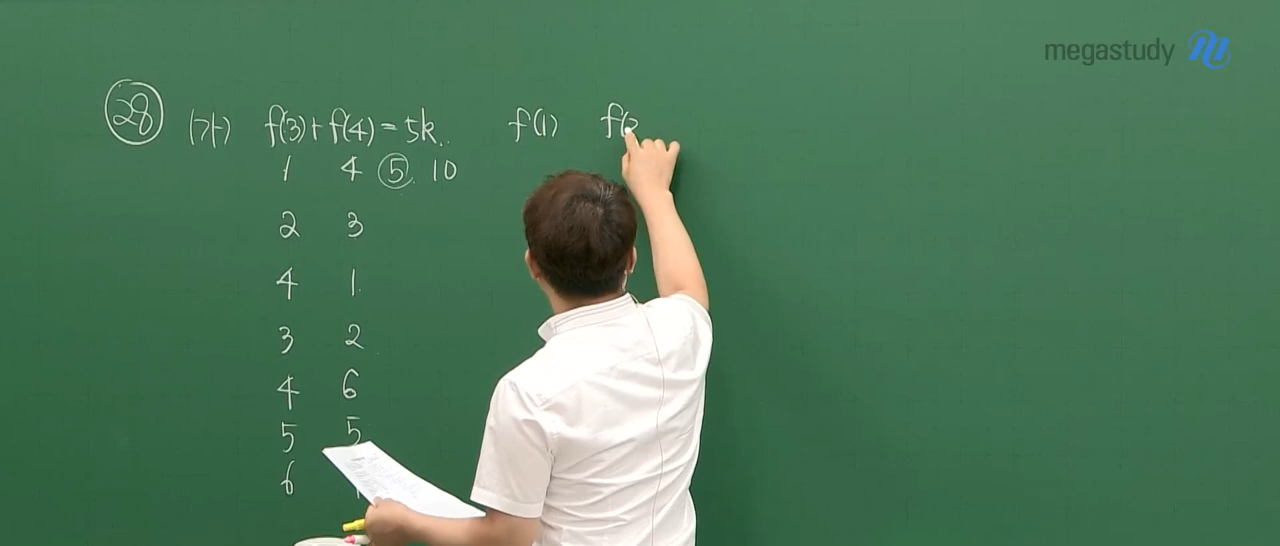 megastudy
28 (가) f(3)+f(4)=5k.. f(1) f(2
1 4 5. 10
2 3
4 1
3 2
4 6
5 5
6